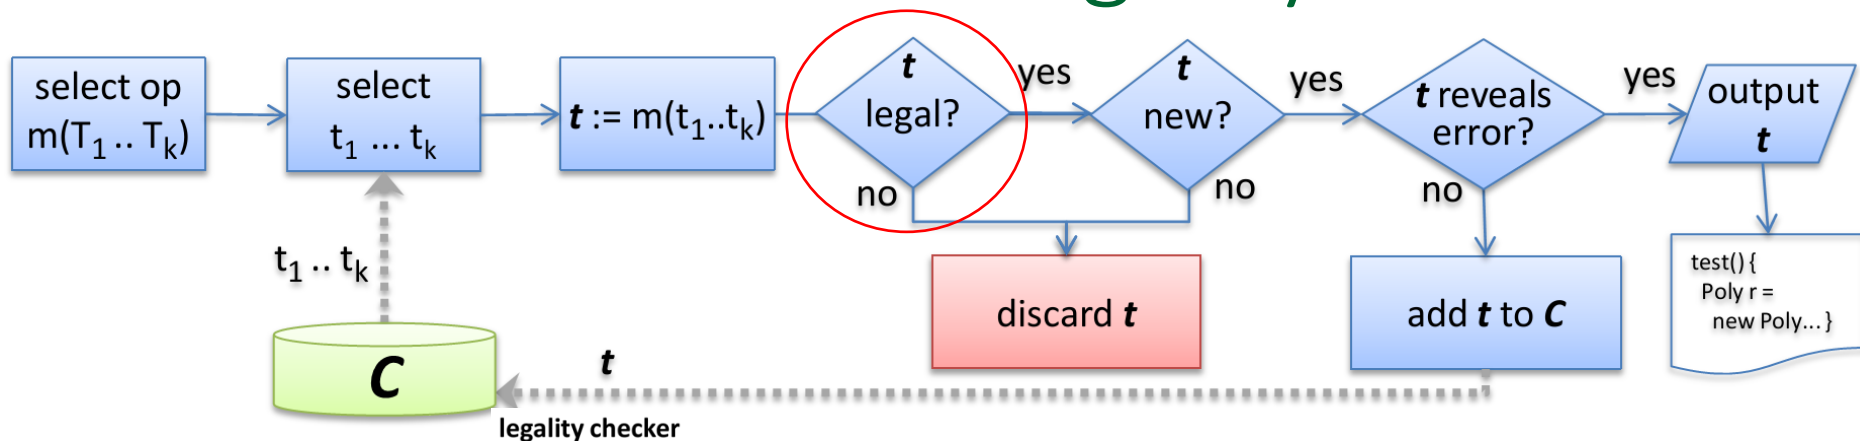 select op
m(T1 .. Tk)
select
t1 ... tk
t := m(t1..tk)
t
legal?
yes
no
t
new?
yes
no
t reveals
error?
yes
no
output
t
t1 .. tk
discard t
add t to C
test() {
Poly r =
new Poly... }
C
t
legality checker